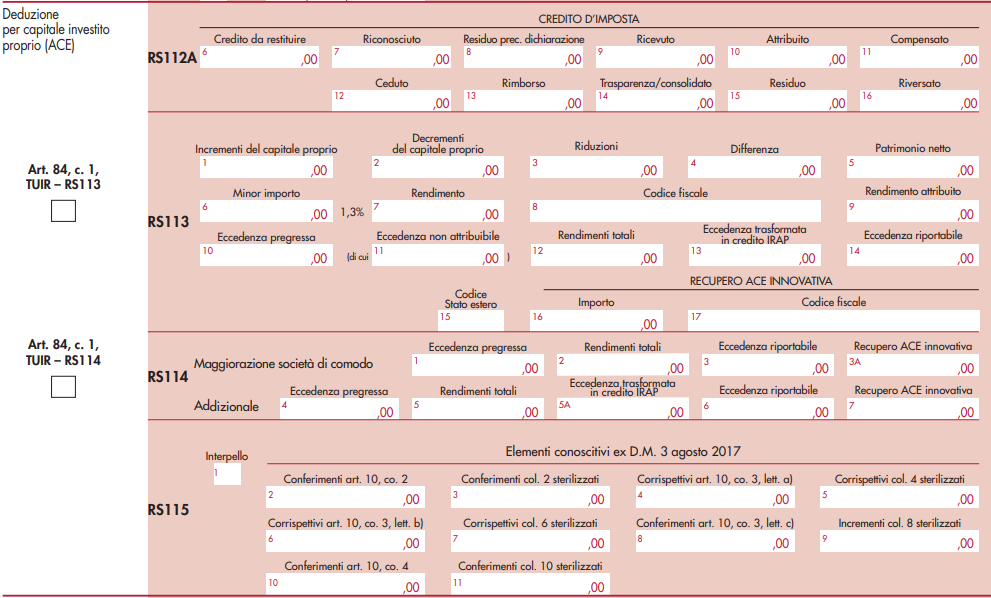 Deduzione
per capitale investito
proprio (ACE)
CREDITO D'IMPOSTA
Credito da restituire Riconosciuto Residuo prec. dichiarazione Ricevuto Attribuito Compensato
RS112A 6 ,00 7 ,00 8 ,00 9 ,00 10 ,00 11 ,00
Ceduto Rimborso Trasparenza/consolidato Residuo Riversato
12 ,00 13 ,00 14 ,00 15 ,00 16 ,00
Art. 84, c. 1,
TUIR – RS113
Incrementi del capitale proprio Decrementi
del capitale proprio Riduzioni Differenza Patrimonio netto
1 ,00 2 ,00 3 ,00 4 ,00 5 ,00
Minor importo Rendimento Codice fiscale Rendimento attribuito
RS113 6 ,00 1,3% 7 ,00 8 9 ,00
Eccedenza pregressa Eccedenza non attribuibile Rendimenti totali Eccedenza trasformata
in credito IRAP Eccedenza riportabile
10 ,00 (di cui 11 ,00 ) 12 ,00 13 ,00 14 ,00
RECUPERO ACE INNOVATIVA
Codice
Stato estero Importo Codice fiscale
15 16 ,00 17
Art. 84, c. 1,
TUIR – RS114
Eccedenza pregressa Rendimenti totali Eccedenza riportabile Recupero ACE innovativa
RS114 Maggiorazione società di comodo 1 ,00 2 ,00 3 ,00 3A ,00
Eccedenza pregressa Rendimenti totali Eccedenza trasformata
in credito IRAP Eccedenza riportabile Recupero ACE innovativa
Addizionale 4 ,00 5 ,00 5A ,00 6 ,00 7 ,00
Interpello Elementi conoscitivi ex D.M. 3 agosto 2017
1
RS115
Conferimenti art. 10, co. 2 Conferimenti col. 2 sterilizzati Corrispettivi art. 10, co. 3, lett. a) Corrispettivi col. 4 sterilizzati
2 ,00 3 ,00 4 ,00 5 ,00
Corrispettivi art. 10, co. 3, lett. b) Corrispettivi col. 6 sterilizzati Conferimenti art. 10, co. 3, lett. c) Incrementi col. 8 sterilizzati
6 ,00 7 ,00 8 ,00 9 ,00
Conferimenti art. 10, co. 4 Conferimenti col. 10 sterilizzati
10 ,00 11 ,00